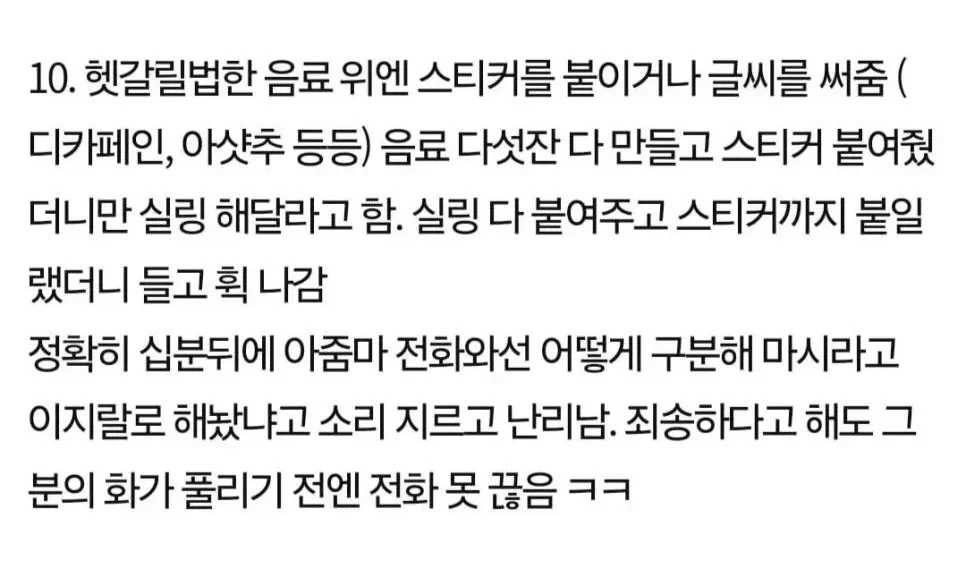 10. 헷갈릴법한 음료 위엔 스티커를 붙이거나 글씨를 써줌 (
디카페인, 아샷추 등등) 음료 다섯잔 다 만들고 스티커 붙여줬
더니만 실링 해달라고 함. 실링 다 붙여주고 스티커까지 붙일
랬더니 들고 휙 나감
정확히 십분뒤에 아줌마 전화와선 어떻게 구분해 마시라고
이지랄로 해놨냐고 소리 지르고 난리남. 죄송하다고 해도 그
분의 화가 풀리기 전엔 전화 못 끊음 ㅋㅋ